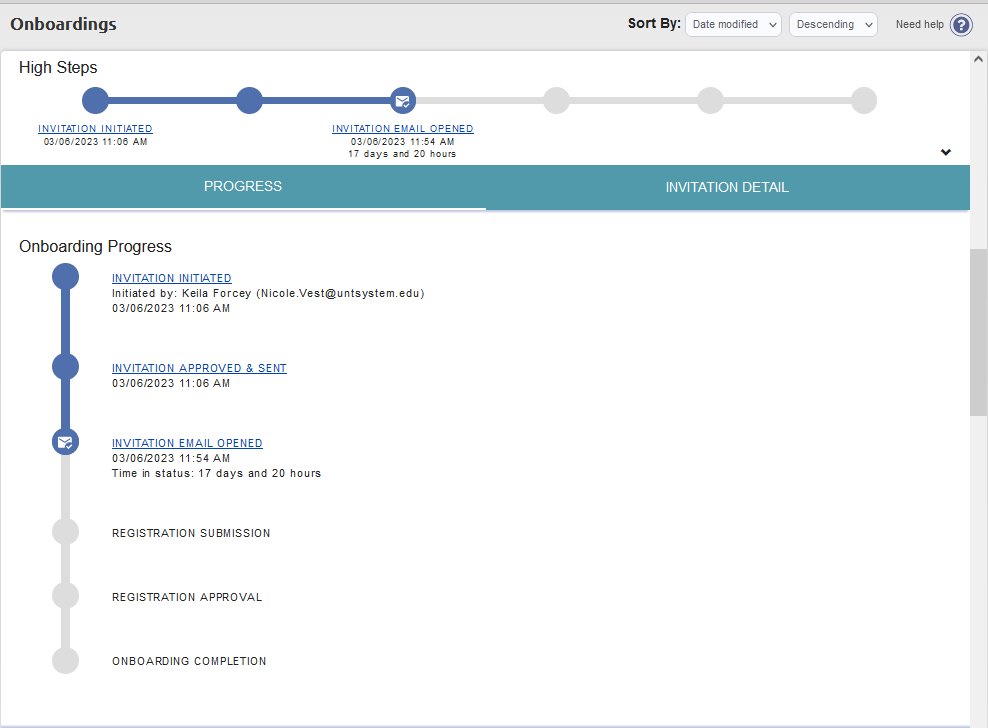 Onboardings
Sort By: Date modified Descending Need help ?
High Steps
INVITATION INITIATED
03/06/2023 11:06 AM
INVITATION EMAIL OPENED
03/06/2023 11:54 AM
17 days and 20 hours
PROGRESS
INVITATION DETAIL
Onboarding Progress
INVITATION INITIATED
Initiated by: Keila Forcey (Nicole.Vest@untsystem.edu)
03/06/2023 11:06 AM
INVITATION APPROVED & SENT
03/06/2023 11:06 AM
INVITATION EMAIL OPENED
03/06/2023 11:54 AM
Time in status: 17 days and 20 hours
REGISTRATION SUBMISSION
REGISTRATION APPROVAL
ONBOARDING COMPLETION